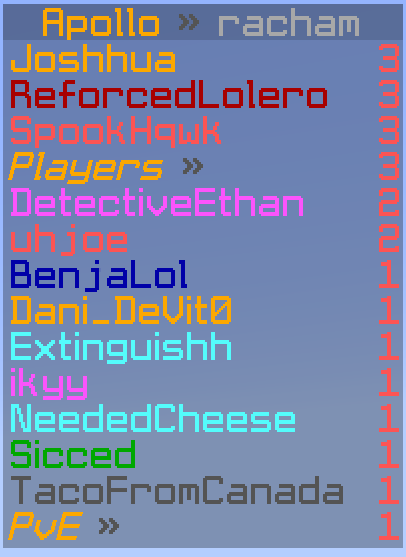 Apollo » racham
Joshhua 3
ReforcedLolero 3
SpookHqwk 3
Players » 3
DetectiveEthan 2
uhjoe 2
BenjaLol 1
Dani_DeVit0 1
Extinguishh 1
ikyy 1
NeededCheese 1
Sicced 1
TacoFromCanada 1
PvE » 1